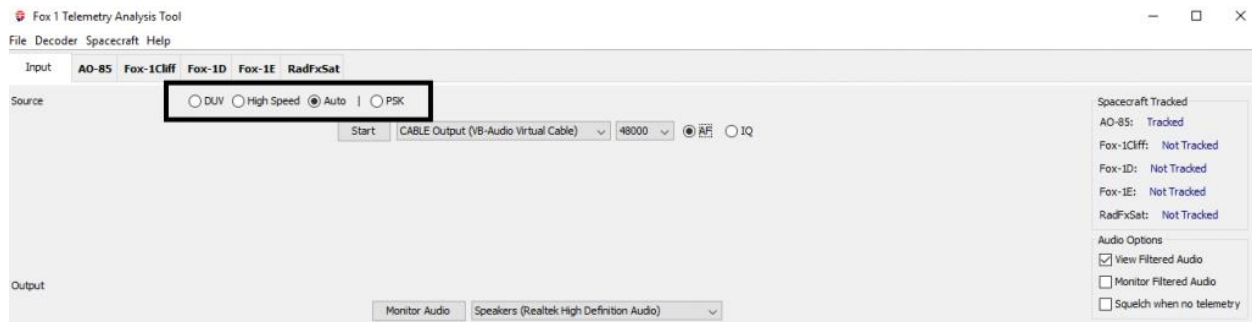 Fox 1 Telemetry Analysis Tool
File Decoder Spacecraft Help
Input AO-85 Fox-1Cliff Fox-1D Fox-1E RadFxSat
Source DUV High Speed Auto | PSK
Start CABLE Output (VB-Audio Virtual Cable) 48000 AF IQ
Spacecraft Tracked
AO-85: Tracked
Fox-1Cliff: Not Tracked
Fox-1D: Not Tracked
Fox-1E: Not Tracked
RadFxSat: Not Tracked
Audio Options
View Filtered Audio
Monitor Filtered Audio
Squelch when no telemetry
Output
Monitor Audio Speakers (Realtek High Definition Audio)